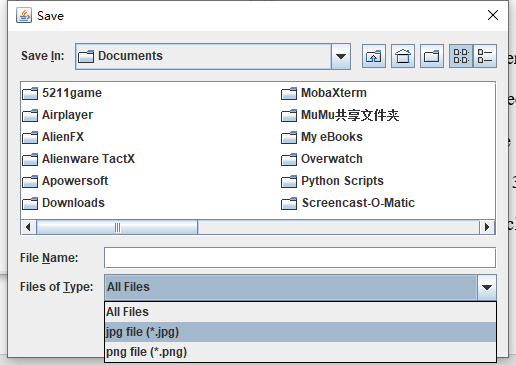 Save
Save In: Documents
5211game
Airplayer
AlienFX
Alienware TactX
Apowersoft
Downloads
MobaXterm
MuMu共享文件夹
My eBooks
Overwatch
Python Scripts
Screencast-O-Matic
File Name:
Files of Type: All Files
All Files
jpg file (*.jpg)
png file (*.png)